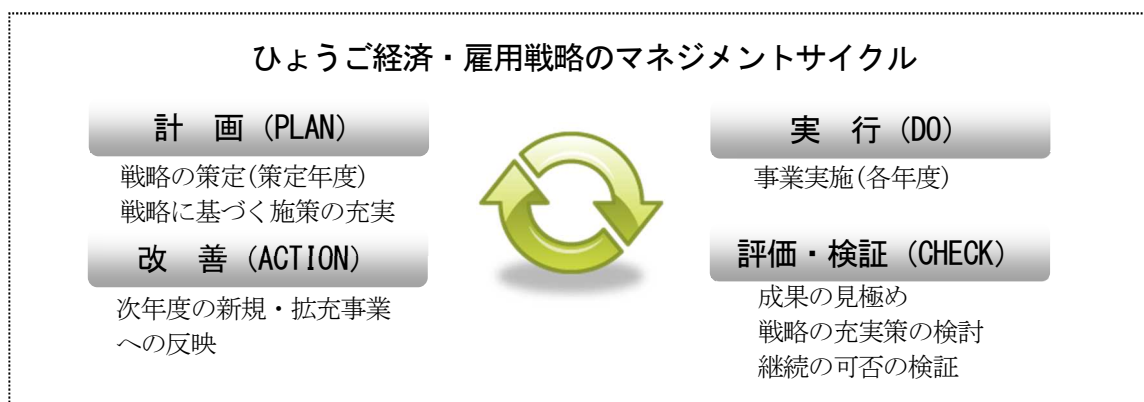 ひょうご経済・雇用戦略のマネジメントサイクル
計　画（PLAN）
戦略の策定(策定年度)
戦略に基づく施策の充実
実　行（DO）
事業実施(各年度)
改　善（ACTION）
次年度の新規・拡充事業
への反映
評価・検証（CHECK）
成果の見極め
戦略の充実策の検討
継続の可否の検証